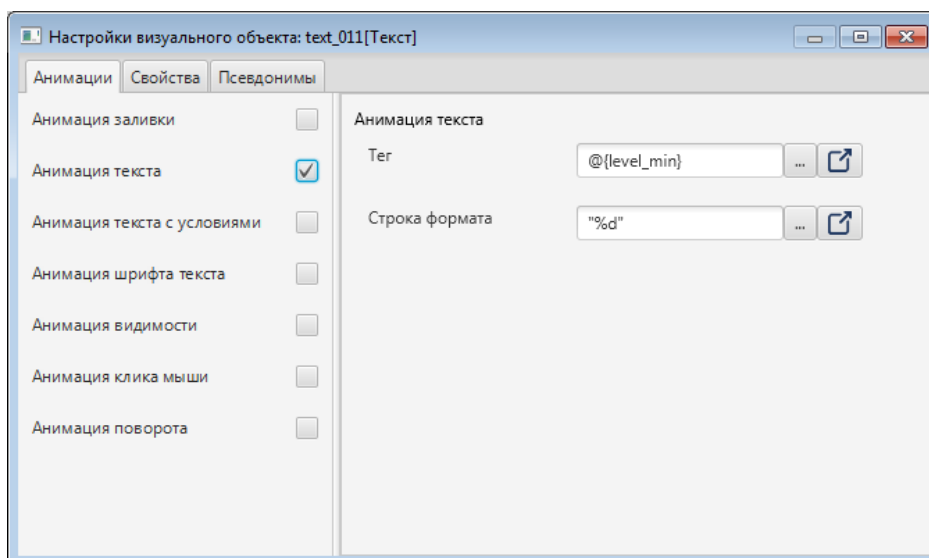 Настройки визуального объекта: text_011[Текст]
Анимации Свойства Псевдонимы
Анимация заливки
Анимация текста
Анимация текста с условиями
Анимация шрифта текста
Анимация видимости
Анимация клика мыши
Анимация поворота
Анимация текста
Тег @{level_min} ...
Строка формата "%d" ...